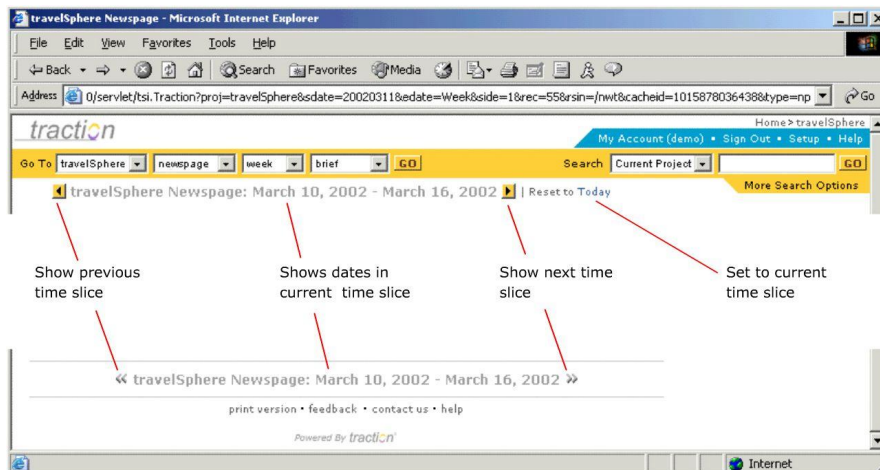 travelSphere Newspage - Microsoft Internet Explorer
File Edit View Favorites Tools Help
Back Search Favorites Media
Address 0/servlet/tsi.Traction?proj=travelSphere&sdate=20020311&edate=Week&side=1&rec=55&rsin=/nwt&cacheid=1015878036438&type=np Go
traction
Home>travelSphere
My Account (demo) • Sign Out • Setup • Help
Go To travelSphere newspage week brief GO Search Current Project GO
More Search Options
travelSphere Newspage: March 10, 2002 - March 16, 2002 | Reset to Today
Show previous time slice
Shows dates in current time slice
Show next time slice
Set to current time slice
« travelSphere Newspage: March 10, 2002 - March 16, 2002 »
print version • feedback • contact us • help
Powered By traction
Internet